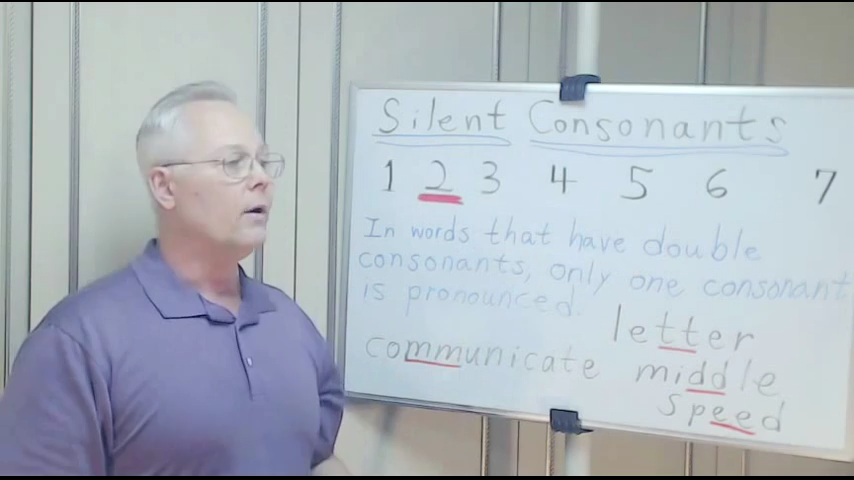 Silent Consonants
1 2 3 4 5 6 7
In words that have double
consonants, only one consonant
is pronounced.
letter
communicate
middle
speed